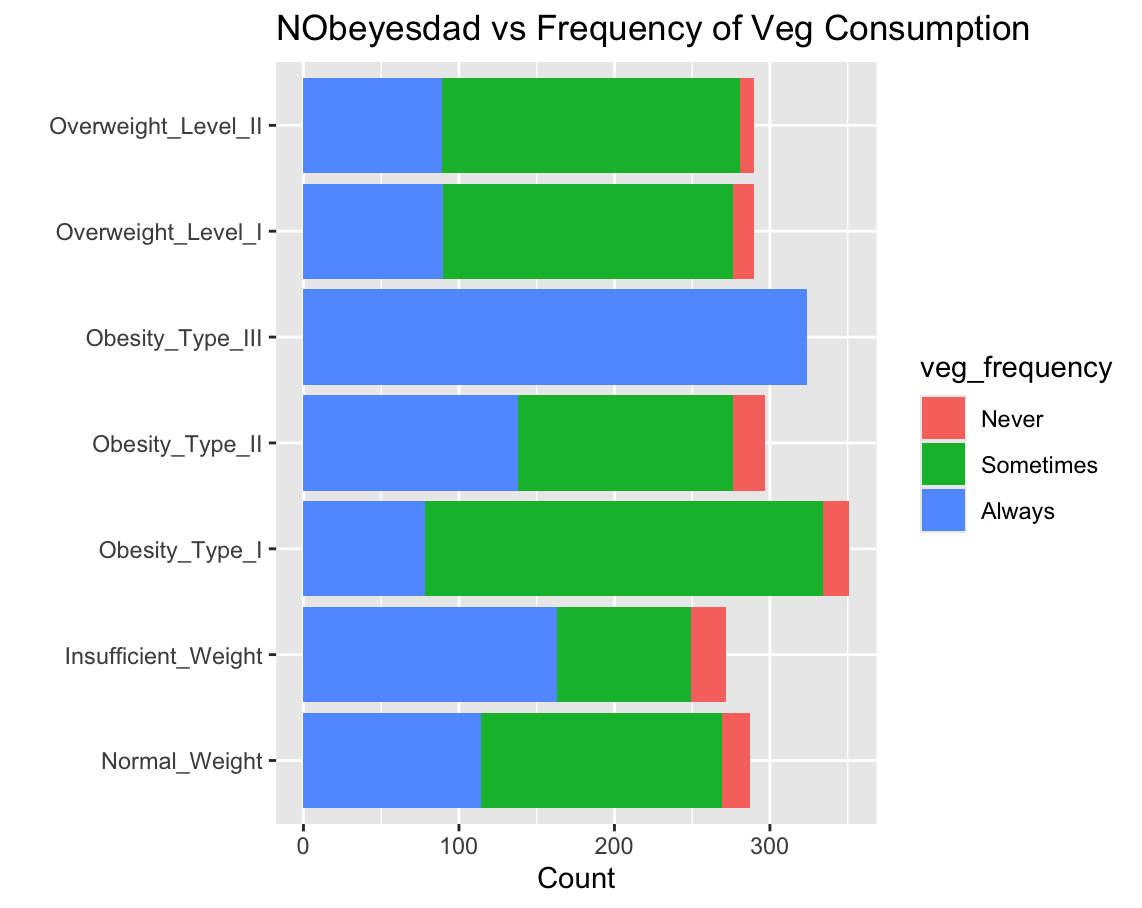 NObeyesdad vs Frequency of Veg Consumption
Overweight_Level_II
Overweight_Level_I
Obesity_Type_III
Obesity_Type_II
Obesity_Type_I
Insufficient_Weight
Normal_Weight
0 100 200 300
Count
veg_frequency
Never
Sometimes
Always